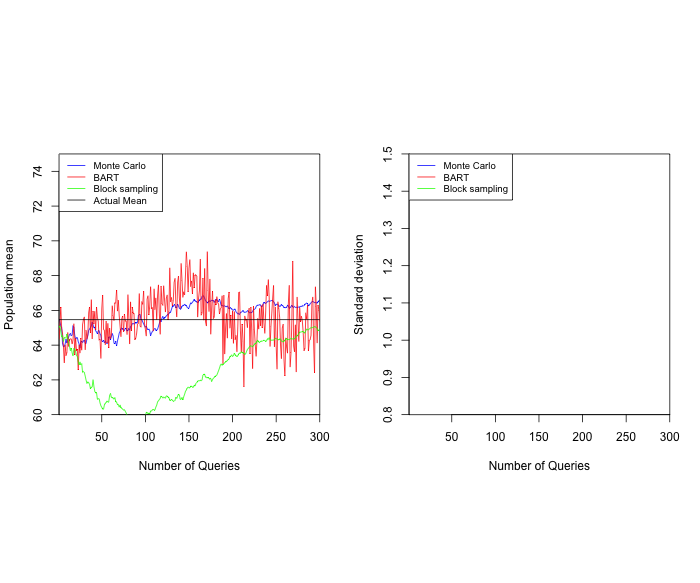 Population mean
74
72
70
68
66
64
62
60
Monte Carlo
BART
Block sampling
Actual Mean
50
100
150
200
250
300
Number of Queries
Standard deviation
1.5
1.4
1.3
1.2
1.1
1.0
0.9
0.8
Monte Carlo
BART
Block sampling
50
100
150
200
250
300
Number of Queries